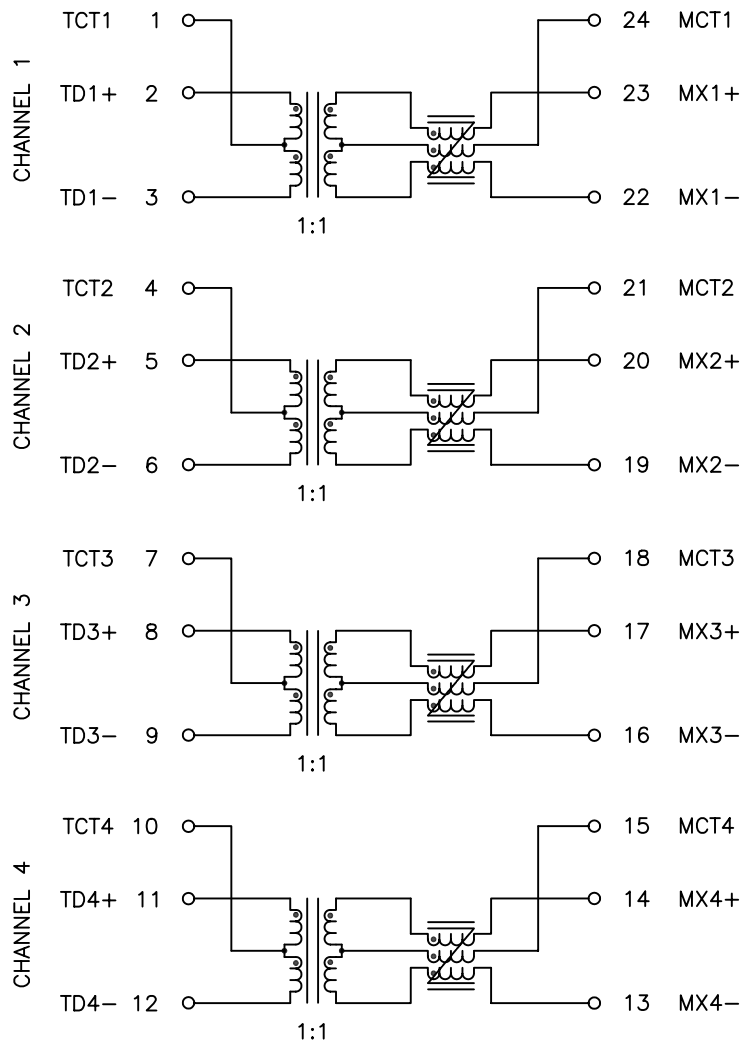 CHANNEL 1
TCT1 1 24 MCT1
TD1+ 2 23 MX1+
TD1− 3 22 MX1−
1:1
CHANNEL 2
TCT2 4 21 MCT2
TD2+ 5 20 MX2+
TD2− 6 19 MX2−
1:1
CHANNEL 3
TCT3 7 18 MCT3
TD3+ 8 17 MX3+
TD3− 9 16 MX3−
1:1
CHANNEL 4
TCT4 10 15 MCT4
TD4+ 11 14 MX4+
TD4− 12 13 MX4−
1:1